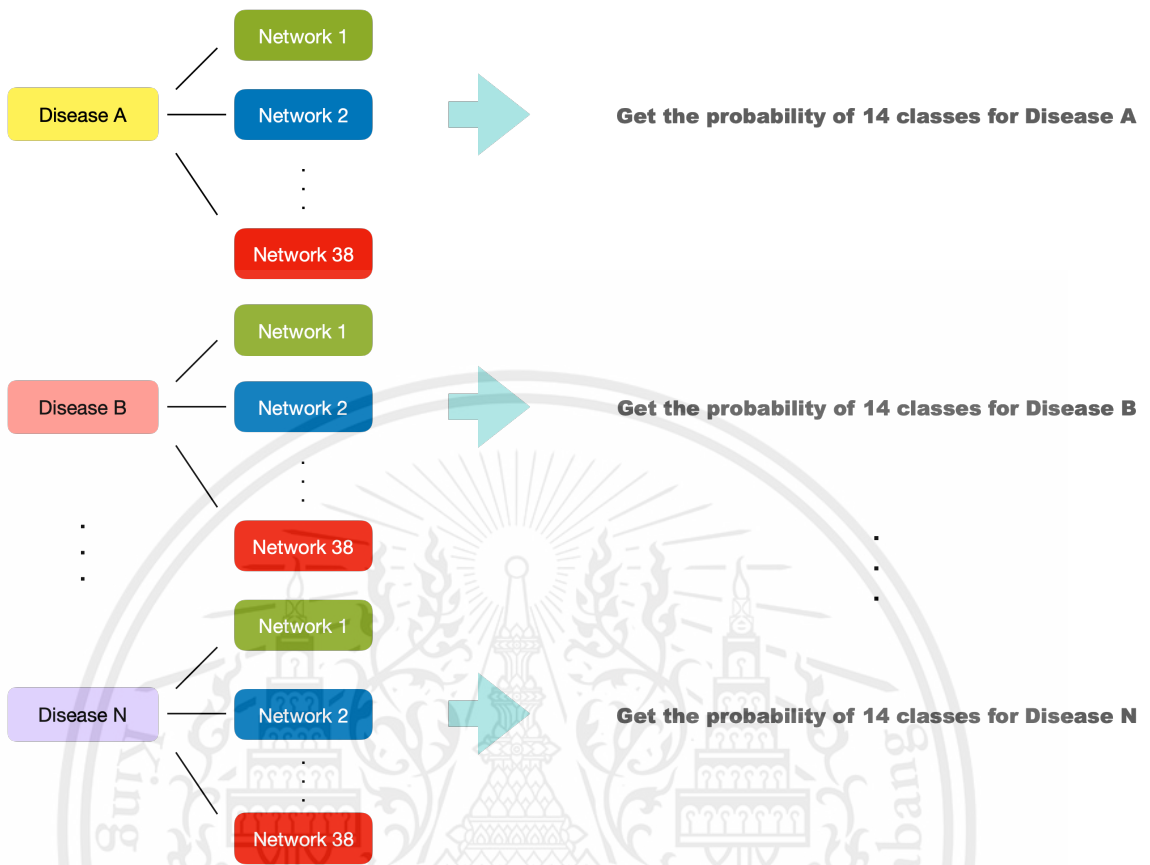 Network 1
Disease A
Network 2
Get the probability of 14 classes for Disease A
Network 38
Network 1
Disease B
Network 2
Get the probability of 14 classes for Disease B
Network 38
Network 1
Disease N
Network 2
Get the probability of 14 classes for Disease N
Network 38